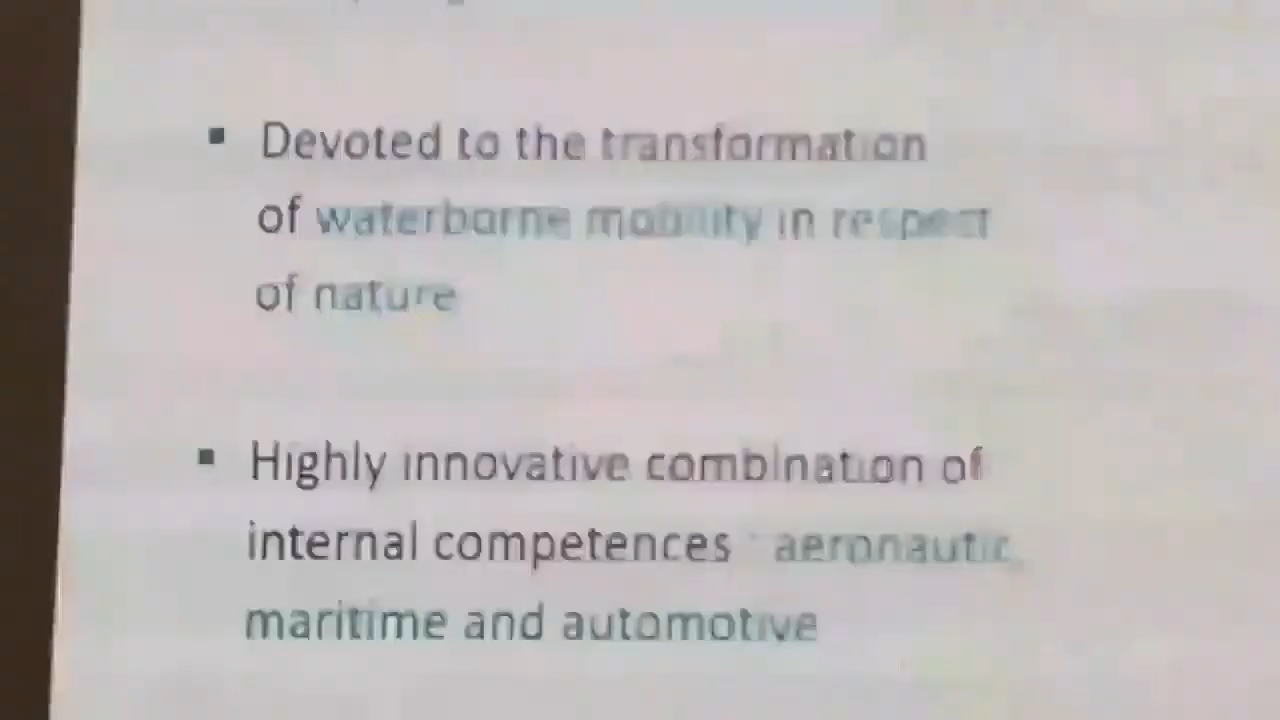 ▪ Devoted to the transformation
of waterborne mobility in respect
of nature
▪ Highly innovative combination of
internal competences : aeronautic,
maritime and automotive